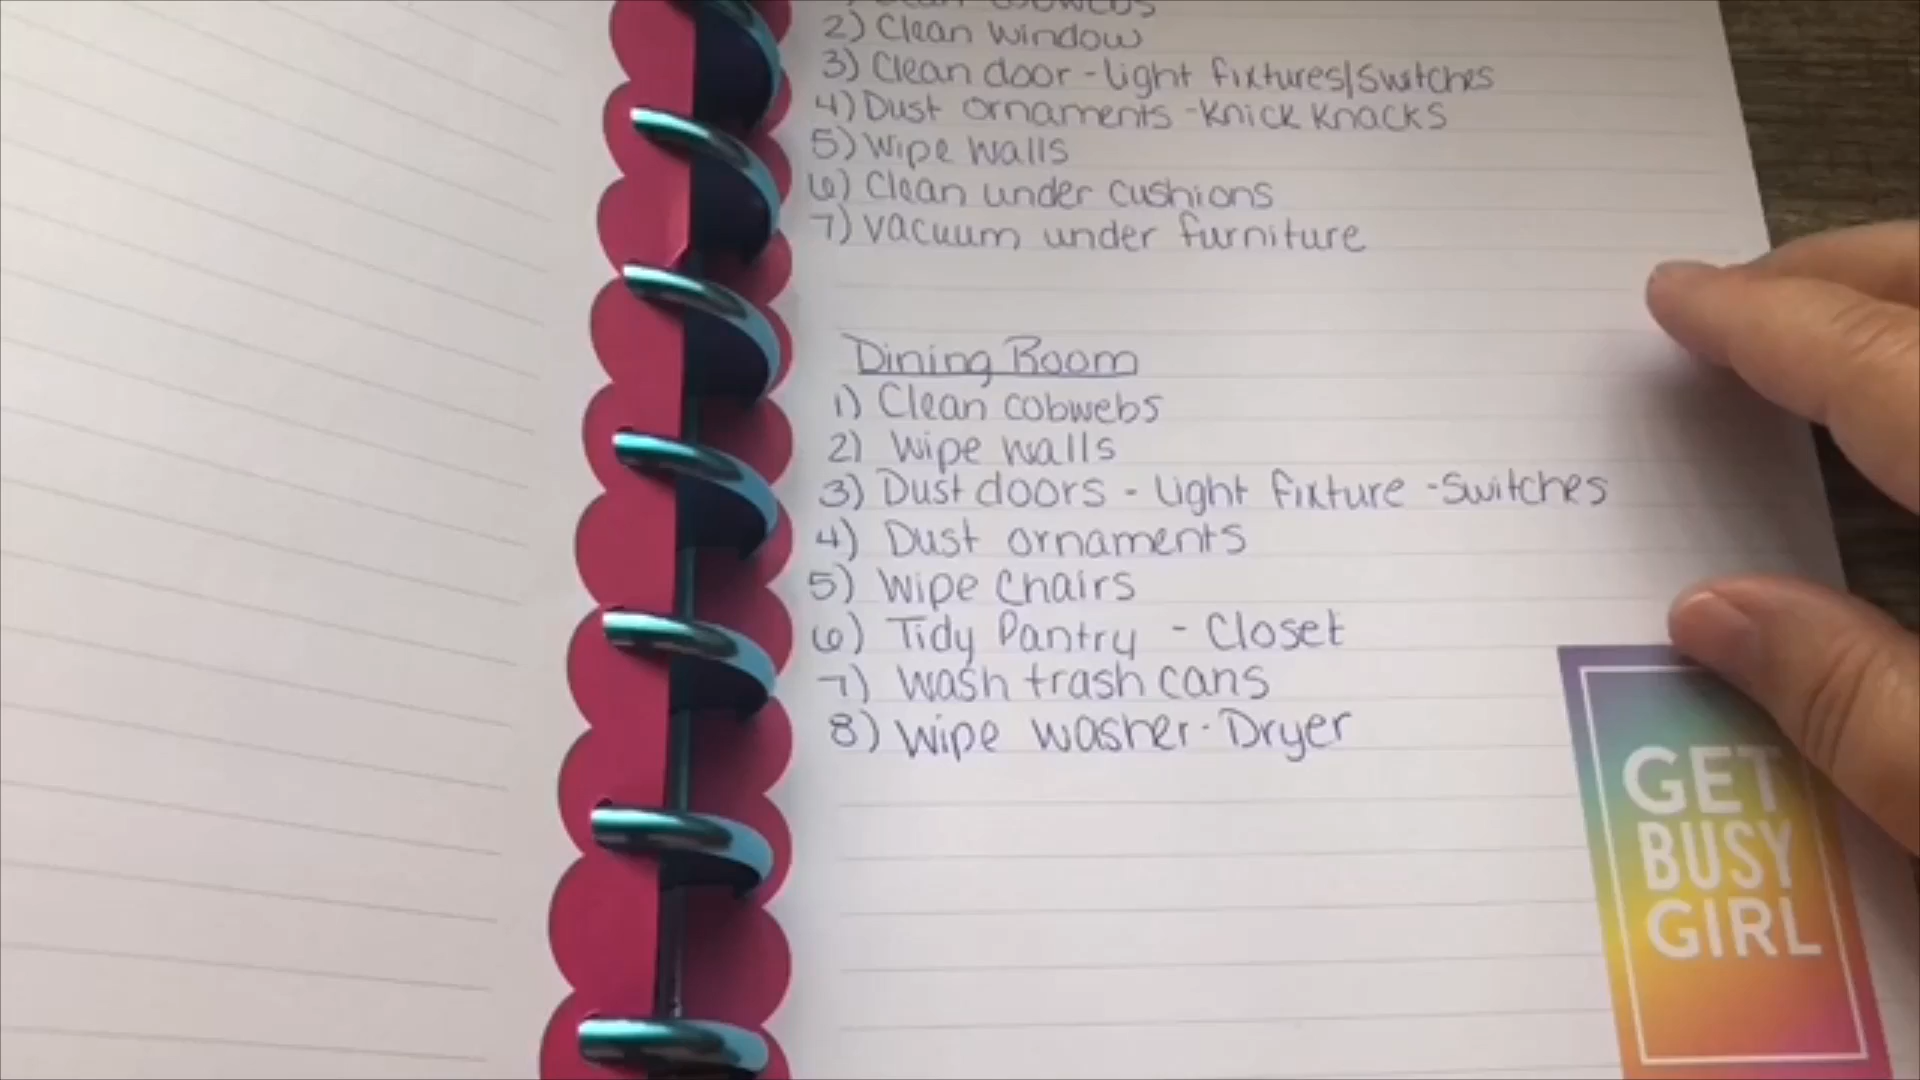 Clean cobwebs
2) Clean window
3) Clean door - light fixtures/switches
4) Dust ornaments - Knick Knacks
5) Wipe walls
6) Clean under cushions
7) Vacuum under furniture
Dining Room
1) Clean cobwebs
2) Wipe walls
3) Dust doors - light fixture - Switches
4) Dust ornaments
5) Wipe Chairs
6) Tidy Pantry - Closet
7) Wash trash cans
8) Wipe washer - Dryer
GET
BUSY
GIRL